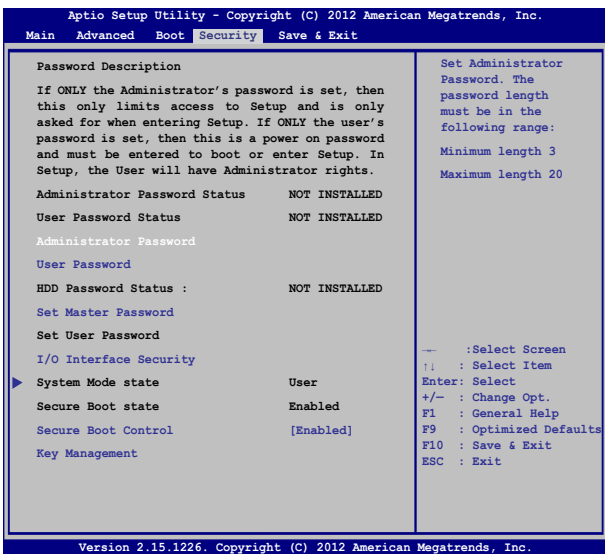 Aptio Setup Utility - Copyright (C) 2012 American Megatrends, Inc.
Main Advanced Boot Security Save & Exit
Password Description
If ONLY the Administrator's password is set, then
this only limits access to Setup and is only
asked for when entering Setup. If ONLY the user's
password is set, then this is a power on password
and must be entered to boot or enter Setup. In
Setup, the User will have Administrator rights.
Administrator Password Status NOT INSTALLED
User Password Status NOT INSTALLED
Administrator Password
User Password
HDD Password Status : NOT INSTALLED
Set Master Password
Set User Password
I/O Interface Security
System Mode state User
Secure Boot state Enabled
Secure Boot Control [Enabled]
Key Management
Set Administrator
Password. The
password length
must be in the
following range:
Minimum length 3
Maximum length 20
→← :Select Screen
↑↓ : Select Item
Enter: Select
+/— : Change Opt.
F1 : General Help
F9 : Optimized Defaults
F10 : Save & Exit
ESC : Exit
Version 2.15.1226. Copyright (C) 2012 American Megatrends, Inc.